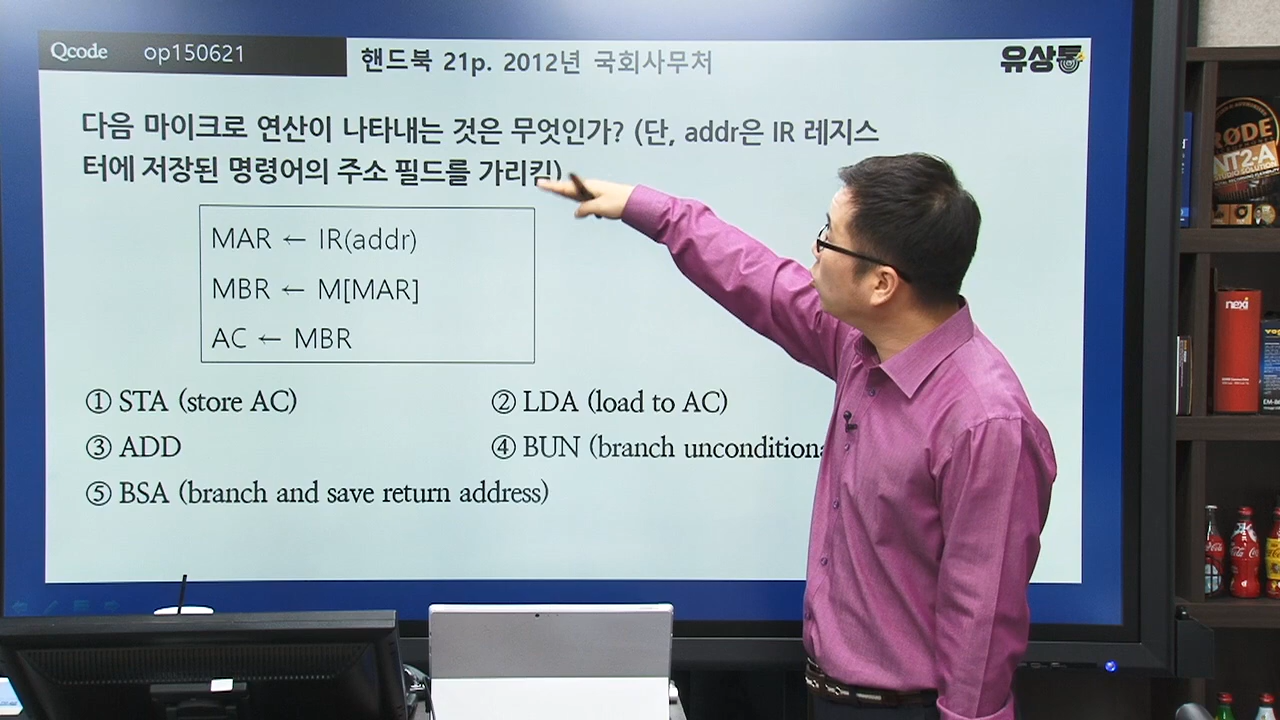 Qcode op150621
핸드북 21p. 2012년 국회사무처
유상통
다음 마이크로 연산이 나타내는 것은 무엇인가? (단, addr은 IR 레지스
터에 저장된 명령어의 주소 필드를 가리킴)
MAR ← IR(addr)
MBR ← M[MAR]
AC ← MBR
① STA (store AC) ② LDA (load to AC)
③ ADD ④ BUN (branch unconditiona
⑤ BSA (branch and save return address)
RØDE
NT2-A
STUDIO SOLUTION
nexi